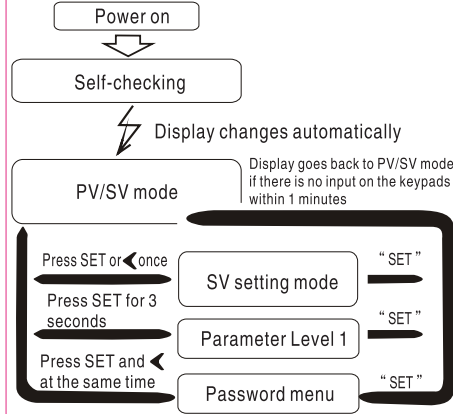 Power on
Self-checking
Display changes automatically
PV/SV mode
Display goes back to PV/SV mode
if there is no input on the keypads
within 1 minutes
Press SET or < once
SV setting mode
“ SET ”
Press SET for 3
seconds
Parameter Level 1
“ SET ”
Press SET and <
at the same time
Password menu
“ SET ”